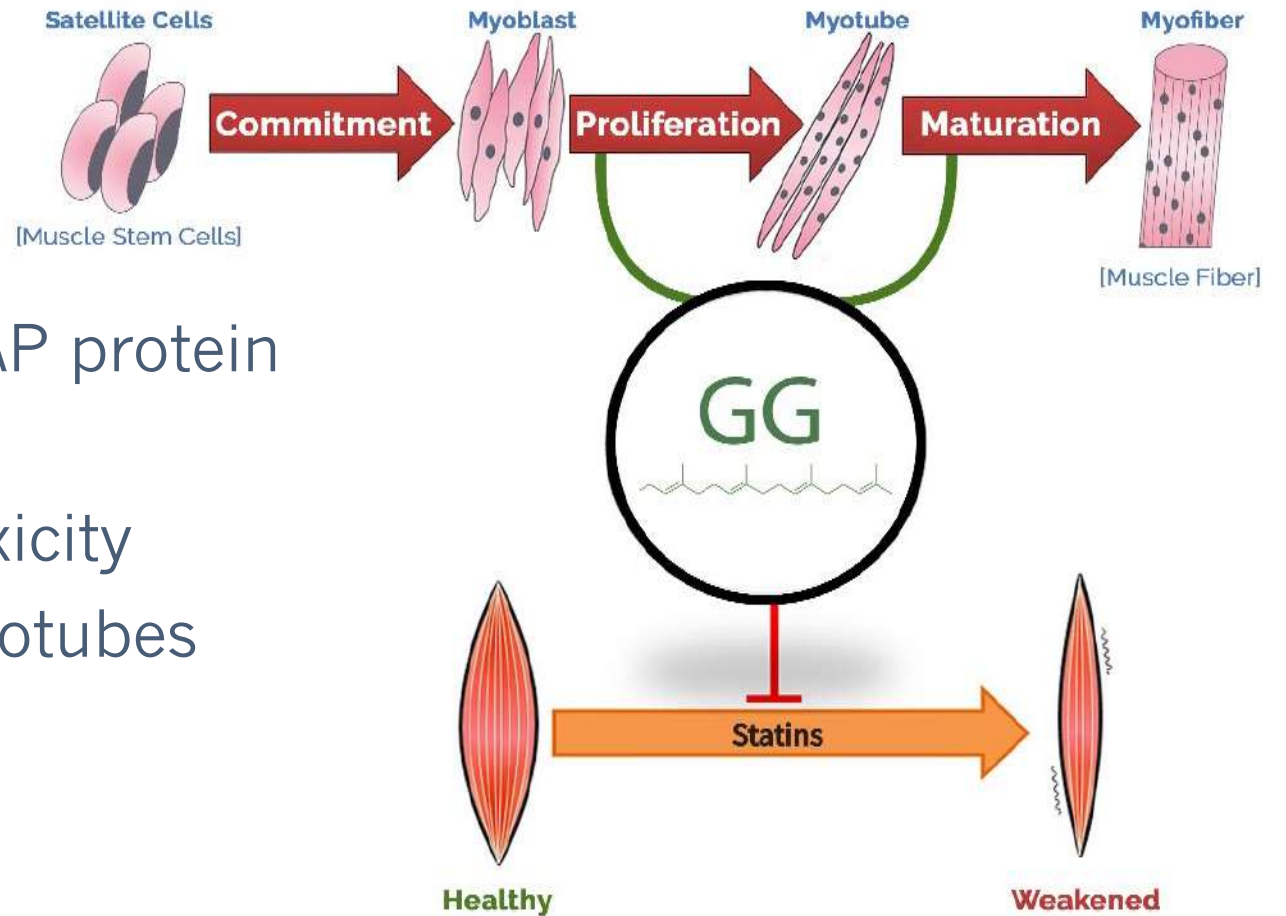 Satellite Cells
Myoblast
Myotube
Myofiber
Commitment
Proliferation
Maturation
[Muscle Stem Cells]
[Muscle Fiber]
AP protein
GG
xicity
otubes
Statins
Healthy
Weakened